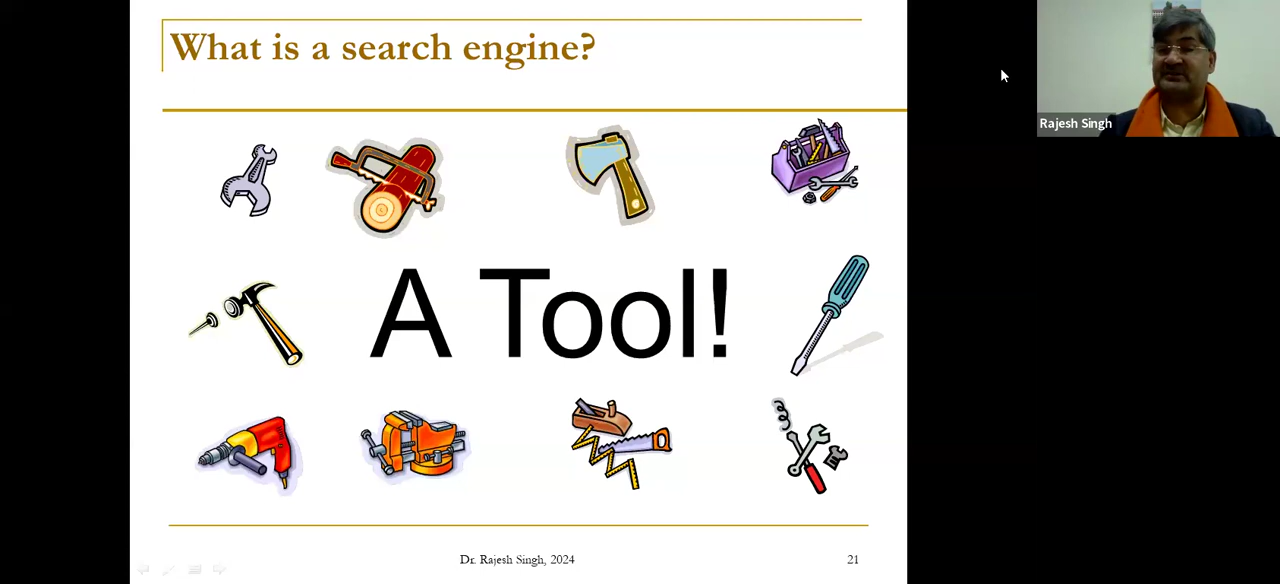 What is a search engine?
Rajesh Singh
A Tool!
Dr. Rajesh Singh, 2024
21